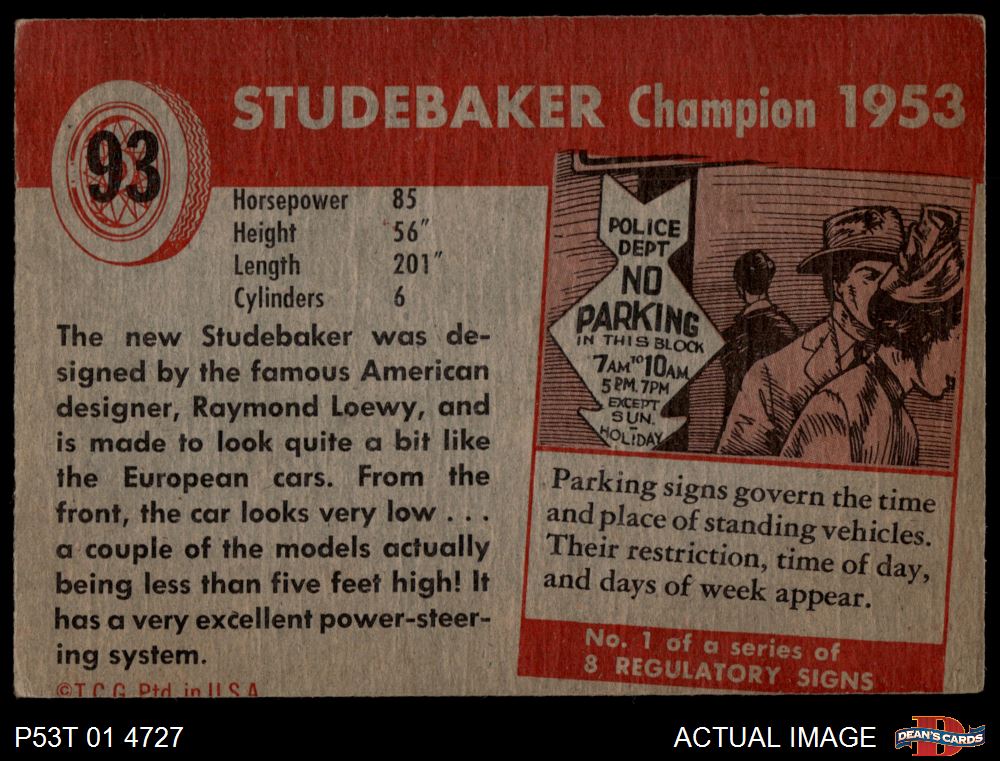 93
STUDEBAKER Champion 1953
Horsepower 85
Height 56"
Length 201"
Cylinders 6
The new Studebaker was de-
signed by the famous American
designer, Raymond Loewy, and
is made to look quite a bit like
the European cars. From the
front, the car looks very low . . .
a couple of the models actually
being less than five feet high! It
has a very excellent power-steer-
ing system.
©T.C.G. Ptd. in U.S.A.
POLICE
DEPT
NO
PARKING
IN THIS BLOCK
7AM TO 10AM
5 PM. 7PM
EXCEPT
SUN.
HOLIDAY
Parking signs govern the time
and place of standing vehicles.
Their restriction, time of day,
and days of week appear.
No. 1 of a series of
8 REGULATORY SIGNS
P53T 01 4727
ACTUAL IMAGE
DEAN'S CARDS